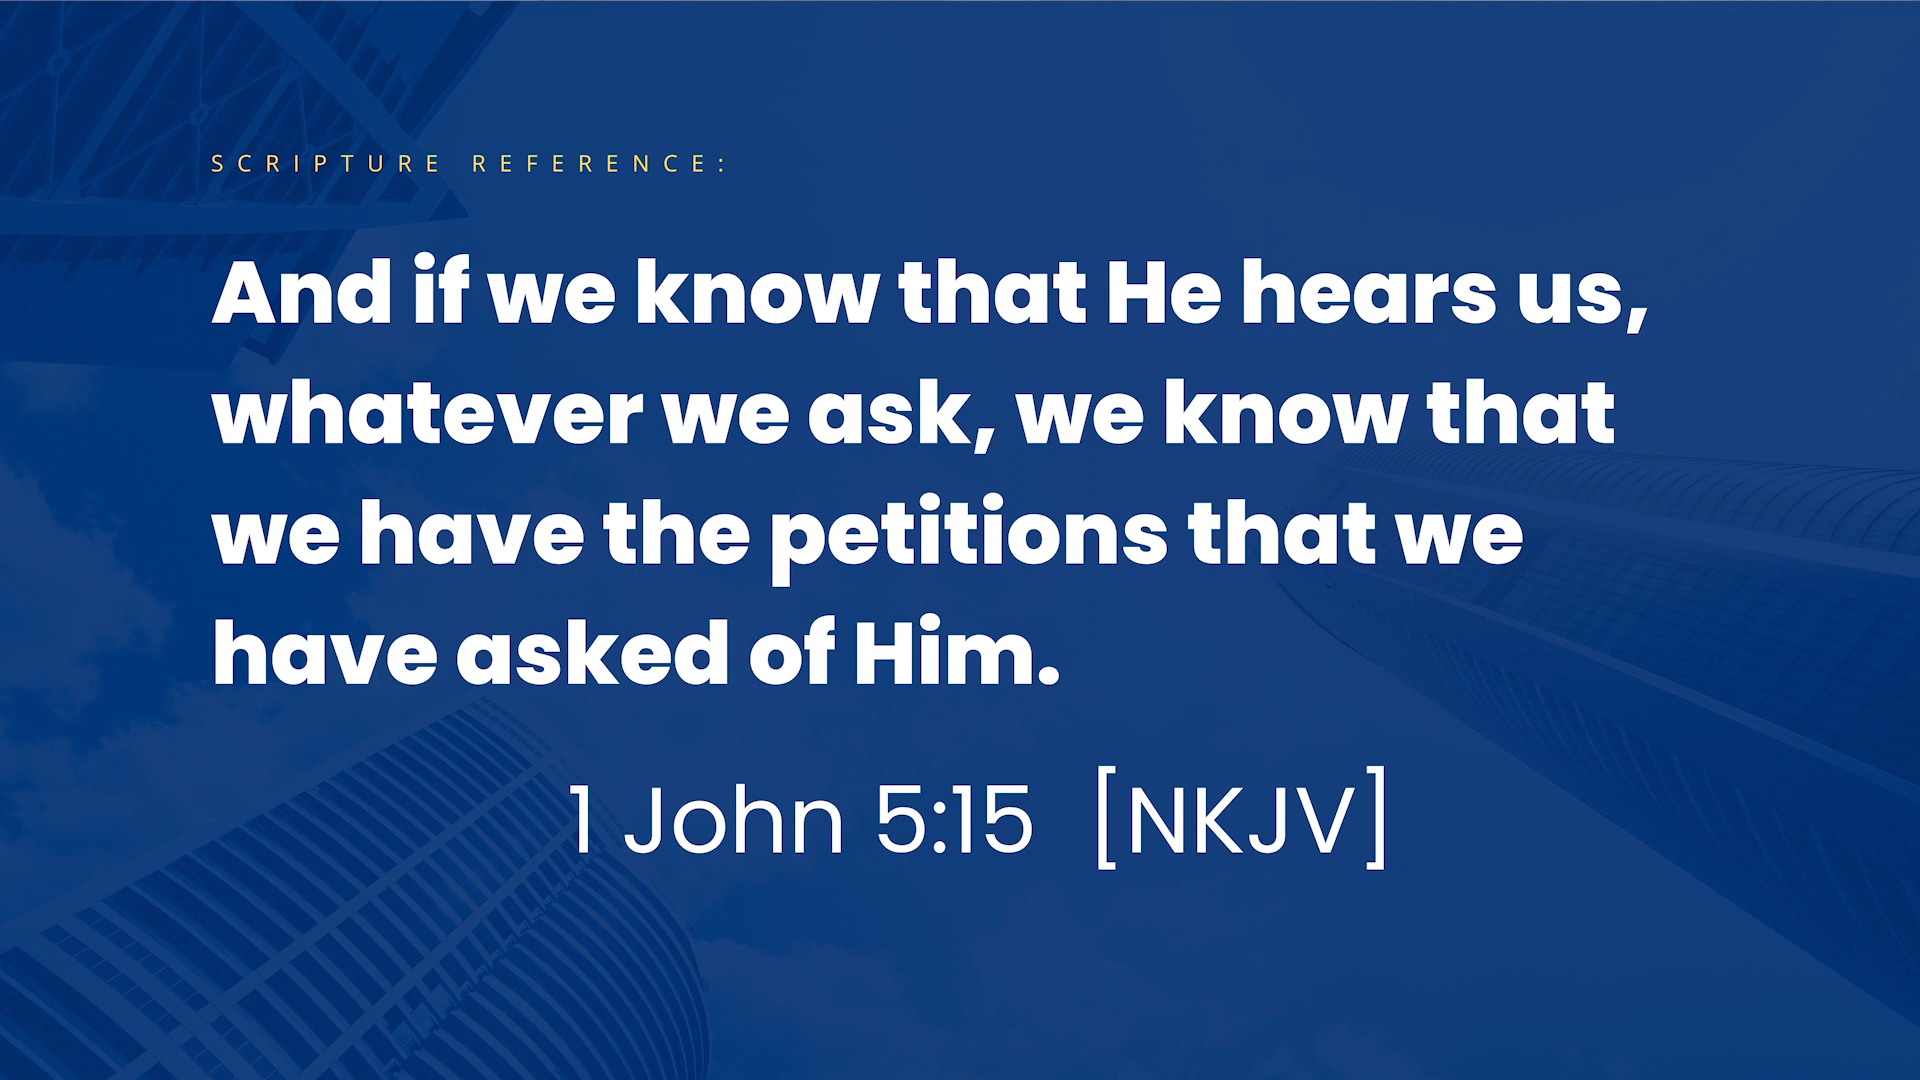 SCRIPTURE REFERENCE:
And if we know that He hears us,
whatever we ask, we know that
we have the petitions that we
have asked of Him.
1 John 5:15 [NKJV]